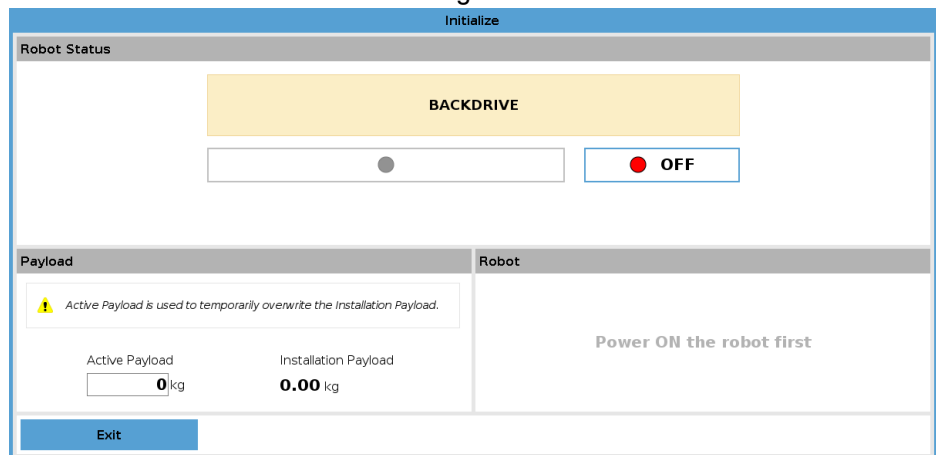 Initialize
Robot Status
BACKDRIVE
OFF
Payload
Robot
Active Payload is used to temporarily overwrite the Installation Payload.
Power ON the robot first
Active Payload
Installation Payload
0 kg
0.00 kg
Exit